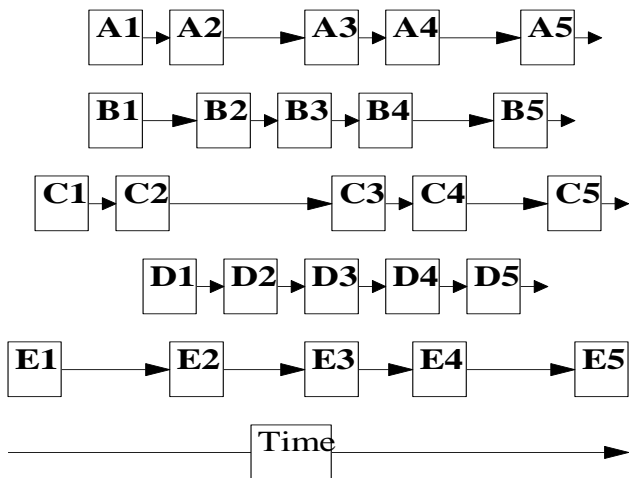 A1 A2 A3 A4 A5
B1 B2 B3 B4 B5
C1 C2 C3 C4 C5
D1 D2 D3 D4 D5
E1 E2 E3 E4 E5
Time